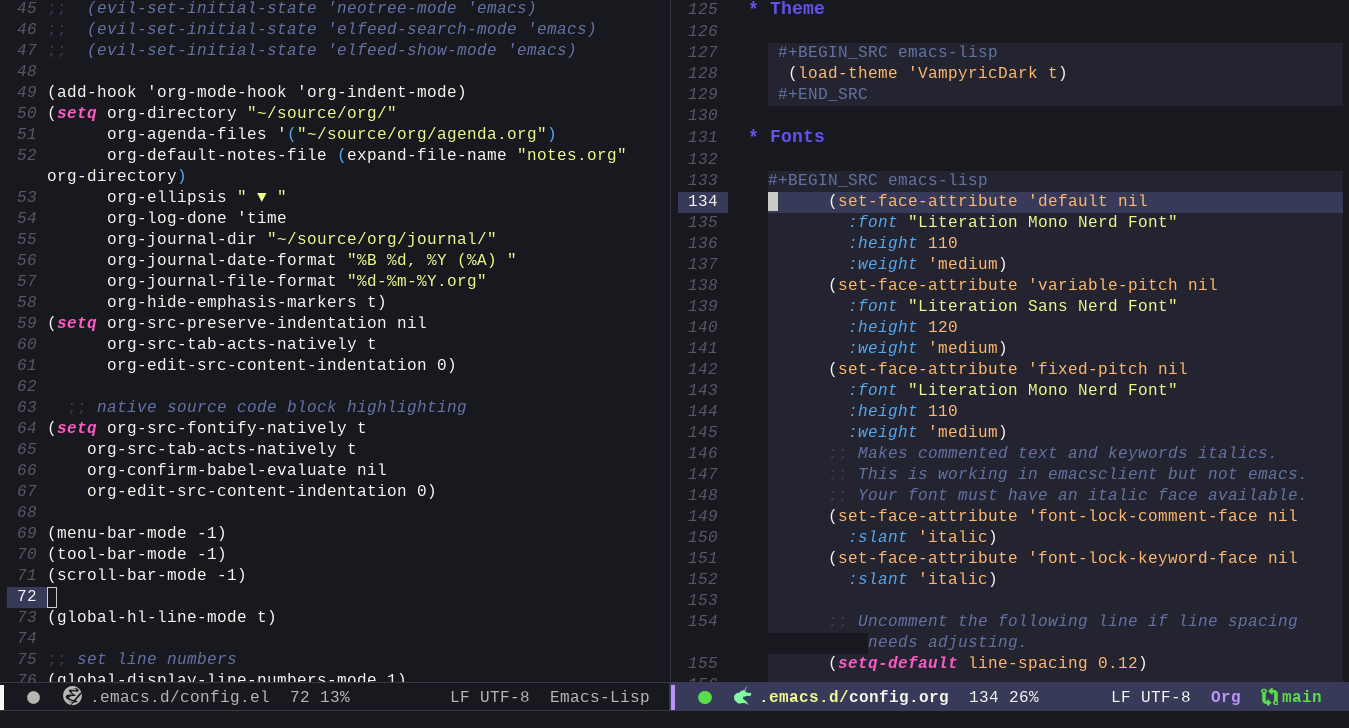 45 ;;  (evil-set-initial-state 'neotree-mode 'emacs)
46 ;;  (evil-set-initial-state 'elfeed-search-mode 'emacs)
47 ;;  (evil-set-initial-state 'elfeed-show-mode 'emacs)
48
49 (add-hook 'org-mode-hook 'org-indent-mode)
50 (setq org-directory "~/source/org/"
51       org-agenda-files '("~/source/org/agenda.org")
52       org-default-notes-file (expand-file-name "notes.org"
org-directory)
53       org-ellipsis " ▼ "
54       org-log-done 'time
55       org-journal-dir "~/source/org/journal/"
56       org-journal-date-format "%B %d, %Y (%A) "
57       org-journal-file-format "%d-%m-%Y.org"
58       org-hide-emphasis-markers t)
59 (setq org-src-preserve-indentation nil
60       org-src-tab-acts-natively t
61       org-edit-src-content-indentation 0)
62
63   ;; native source code block highlighting
64 (setq org-src-fontify-natively t
65     org-src-tab-acts-natively t
66     org-confirm-babel-evaluate nil
67     org-edit-src-content-indentation 0)
68
69 (menu-bar-mode -1)
70 (tool-bar-mode -1)
71 (scroll-bar-mode -1)
72
73 (global-hl-line-mode t)
74
75 ;; set line numbers
76 (global-display-line-numbers-mode 1)
.emacs.d/config.el  72 13%  LF UTF-8  Emacs-Lisp
125 * Theme
126
127 #+BEGIN_SRC emacs-lisp
128  (load-theme 'VampyricDark t)
129 #+END_SRC
130
131 * Fonts
132
133 #+BEGIN_SRC emacs-lisp
134       (set-face-attribute 'default nil
135         :font "Literation Mono Nerd Font"
136         :height 110
137         :weight 'medium)
138       (set-face-attribute 'variable-pitch nil
139         :font "Literation Sans Nerd Font"
140         :height 120
141         :weight 'medium)
142       (set-face-attribute 'fixed-pitch nil
143         :font "Literation Mono Nerd Font"
144         :height 110
145         :weight 'medium)
146       ;; Makes commented text and keywords italics.
147       ;; This is working in emacsclient but not emacs.
148       ;; Your font must have an italic face available.
149       (set-face-attribute 'font-lock-comment-face nil
150         :slant 'italic)
151       (set-face-attribute 'font-lock-keyword-face nil
152         :slant 'italic)
153
154       ;; Uncomment the following line if line spacing
needs adjusting.
155       (setq-default line-spacing 0.12)
156
.emacs.d/config.org  134 26%  LF UTF-8  Org  main